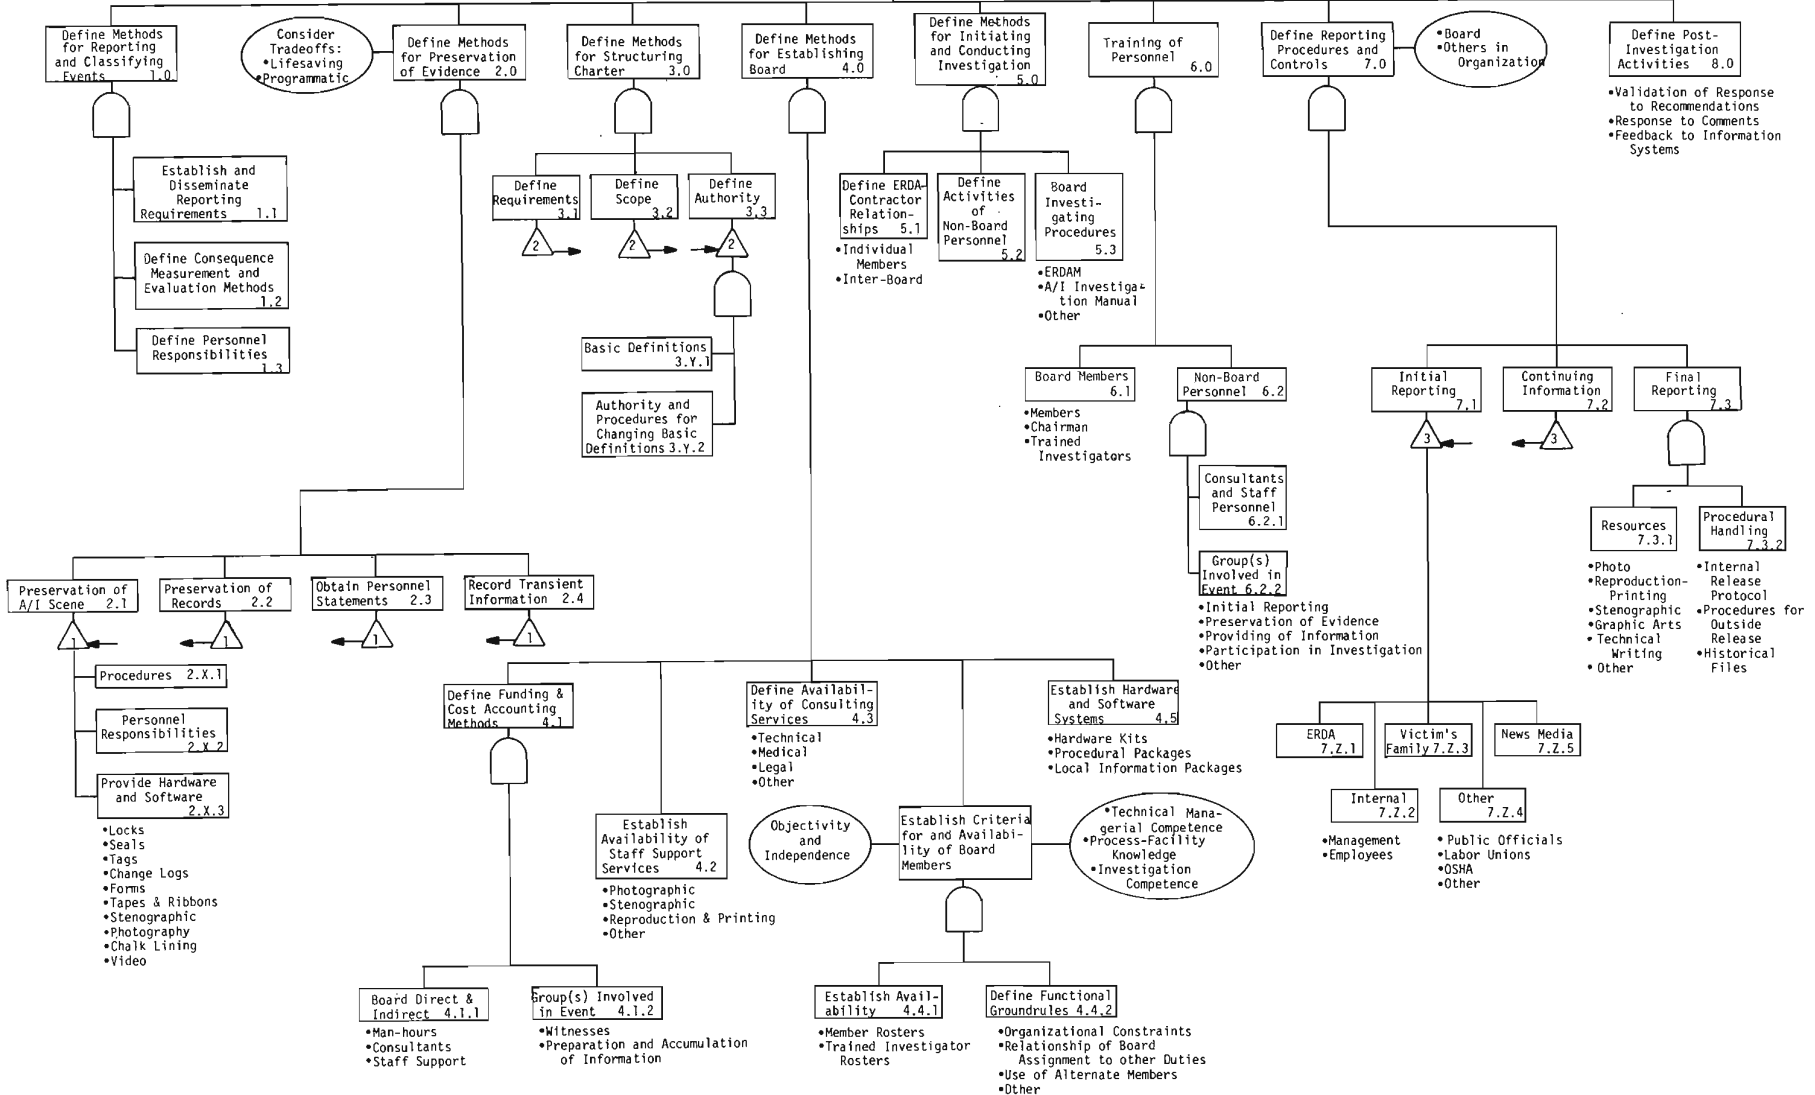 Define Methods
for Reporting
and Classifying
Events 1.0
Consider
Tradeoffs:
•Lifesaving
•Programmatic
Define Methods
for Preservation
of Evidence 2.0
Define Methods
for Structuring
Charter 3.0
Define Methods
for Establishing
Board 4.0
Define Methods
for Initiating
and Conducting
Investigation
5.0
Training of
Personnel
6.0
Define Reporting
Procedures and
Controls 7.0
•Board
•Others in
Organization
Define Post-
Investigation
Activities 8.0
•Validation of Response
to Recommendations
•Response to Comments
•Feedback to Information
Systems
Establish and
Disseminate
Reporting
Requirements 1.1
Define Consequence
Measurement and
Evaluation Methods
1.2
Define Personnel
Responsibilities
1.3
Define
Requirements
3.1
2
Define
Scope
3.2
2
Define
Authority
3.3
2
Basic Definitions
3.Y.1
Authority and
Procedures for
Changing Basic
Definitions 3.Y.2
Define ERDA-
Contractor
Relation-
ships 5.1
•Individual
Members
•Inter-Board
Define
Activities
of
Non-Board
Personnel
5.2
Board
Investi-
gating
Procedures
5.3
•ERDAM
•A/I Investiga-
tion Manual
•Other
Board Members
6.1
•Members
•Chairman
•Trained
Investigators
Non-Board
Personnel 6.2
Consultants
and Staff
Personnel
6.2.1
Group(s)
Involved in
Event 6.2.2
•Initial Reporting
•Preservation of Evidence
•Providing of Information
•Participation in Investigation
•Other
Initial
Reporting
7.1
3
Continuing
Information
7.2
3
Final
Reporting
7.3
Resources
7.3.1
•Photo
•Reproduction-
Printing
•Stenographic
•Graphic Arts
•Technical
Writing
•Other
Procedural
Handling
7.3.2
•Internal
Release
Protocol
•Procedures for
Outside
Release
•Historical
Files
Preservation of
A/I Scene 2.1
1
Preservation of
Records 2.2
1
Obtain Personnel
Statements 2.3
1
Record Transient
Information 2.4
1
Procedures 2.X.1
Personnel
Responsibilities
2.X.2
Provide Hardware
and Software
2.X.3
•Locks
•Seals
•Tags
•Change Logs
•Forms
•Tapes & Ribbons
•Stenographic
•Photography
•Chalk Lining
•Video
Define Funding &
Cost Accounting
Methods 4.1
Board Direct &
Indirect 4.1.1
•Man-hours
•Consultants
•Staff Support
Group(s) Involved
in Event 4.1.2
•Witnesses
•Preparation and Accumulation
of Information
Establish
Availability of
Staff Support
Services 4.2
•Photographic
•Stenographic
•Reproduction & Printing
•Other
Define Availabil-
ity of Consulting
Services 4.3
•Technical
•Medical
•Legal
•Other
Objectivity
and
Independence
Establish Criteria
for and Availabi-
lity of Board
Members
•Technical Mana-
gerial Competence
•Process-Facility
Knowledge
•Investigation
Competence
Establish Avail-
ability 4.4.1
•Member Rosters
•Trained Investigator
Rosters
Define Functional
Groundrules 4.4.2
•Organizational Constraints
•Relationship of Board
Assignment to other Duties
•Use of Alternate Members
•Other
Establish Hardware
and Software
Systems 4.5
•Hardware Kits
•Procedural Packages
•Local Information Packages
ERDA
7.Z.1
Internal
7.Z.2
•Management
•Employees
Victim's
Family 7.Z.3
Other
7.Z.4
•Public Officials
•Labor Unions
•OSHA
•Other
News Media
7.Z.5